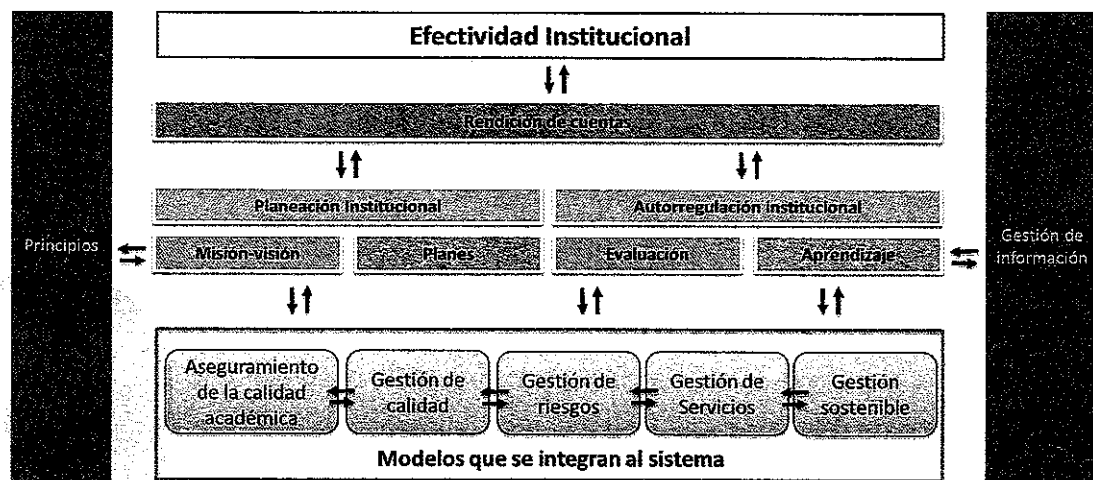 Efectividad Institucional
Rendición de cuentas
Planeación Institucional
Autorregulación institucional
Principios
Misión-visión
Planes
Evaluación
Aprendizaje
Gestión de
información
Aseguramiento
de la calidad
académica
Gestión de
calidad
Gestión de
riesgos
Gestión de
Servicios
Gestión
sostenible
Modelos que se integran al sistema